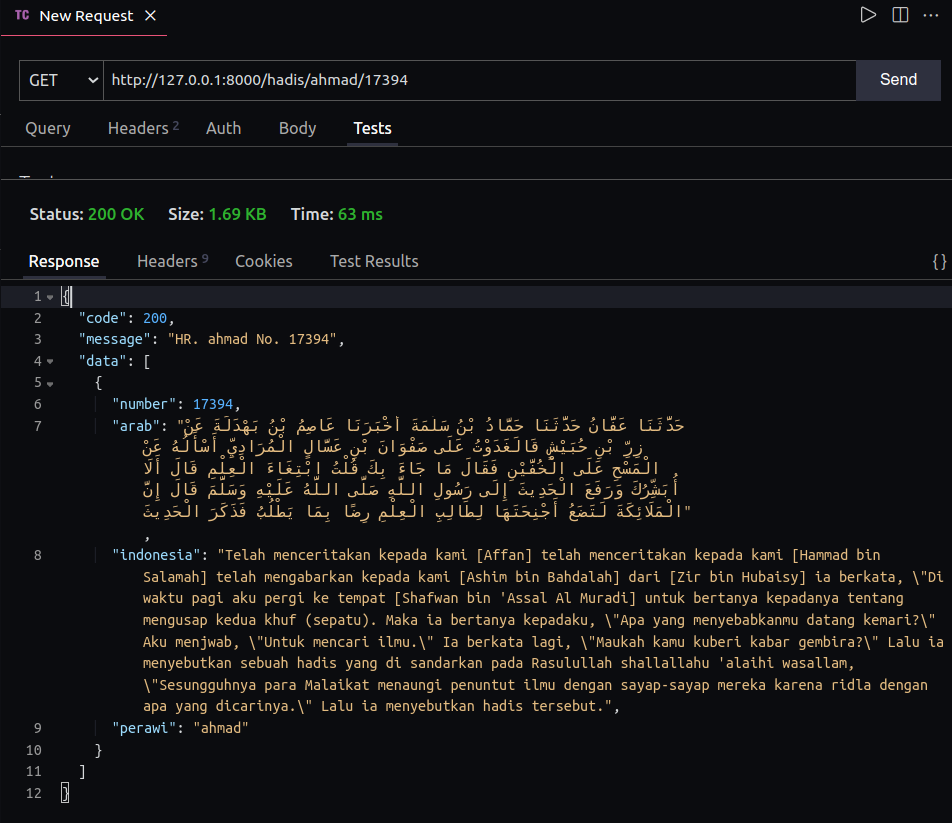 TC New Request
GET http://127.0.0.1:8000/hadis/ahmad/17394 Send
Query Headers 2 Auth Body Tests
Status: 200 OK Size: 1.69 KB Time: 63 ms
Response Headers 9 Cookies Test Results {}
1 {
2 "code": 200,
3 "message": "HR. ahmad No. 17394",
4 "data": [
5 {
6 "number": 17394,
7 "arab": "حَدَّثَنَا عَفَّانُ حَدَّثَنَا حَمَّادُ بْنُ سَلَمَةَ أَخْبَرَنَا عَاصِمُ بْنُ بَهْدَلَةَ عَنْ
زِرِّ بْنِ حُبَيْشٍ قَالَغَدَوْتُ عَلَى صَفْوَانَ بْنِ عَسَّالٍ الْمُرَادِيِّ أَسْأَلُهُ عَنْ
الْمَسْحِ عَلَى الْخُفَّيْنِ فَقَالَ مَا جَاءَ بِكَ قُلْتُ ابْتِغَاءَ الْعِلْمِ قَالَ أَلَا
أُبَشِّرُكَ وَرَفَعَ الْحَدِيثَ إِلَى رَسُولِ اللَّهِ صَلَّى اللَّهُ عَلَيْهِ وَسَلَّمَ قَالَ إِنَّ
الْمَلَائِكَةَ لَتَضَعُ أَجْنِحَتَهَا لِطَالِبِ الْعِلْمِ رِضًا بِمَا يَطْلُبُ فَذَكَرَ الْحَدِيثَ"
,
8 "indonesia": "Telah menceritakan kepada kami [Affan] telah menceritakan kepada kami [Hammad bin
Salamah] telah mengabarkan kepada kami [Ashim bin Bahdalah] dari [Zir bin Hubaisy] ia berkata, \"Di
waktu pagi aku pergi ke tempat [Shafwan bin 'Assal Al Muradi] untuk bertanya kepadanya tentang
mengusap kedua khuf (sepatu). Maka ia bertanya kepadaku, \"Apa yang menyebabkanmu datang kemari?\"
Aku menjwab, \"Untuk mencari ilmu.\" Ia berkata lagi, \"Maukah kamu kuberi kabar gembira?\" Lalu ia
menyebutkan sebuah hadis yang di sandarkan pada Rasulullah shallallahu 'alaihi wasallam,
\"Sesungguhnya para Malaikat menaungi penuntut ilmu dengan sayap-sayap mereka karena ridla dengan
apa yang dicarinya.\" Lalu ia menyebutkan hadis tersebut.",
9 "perawi": "ahmad"
10 }
11 ]
12 }